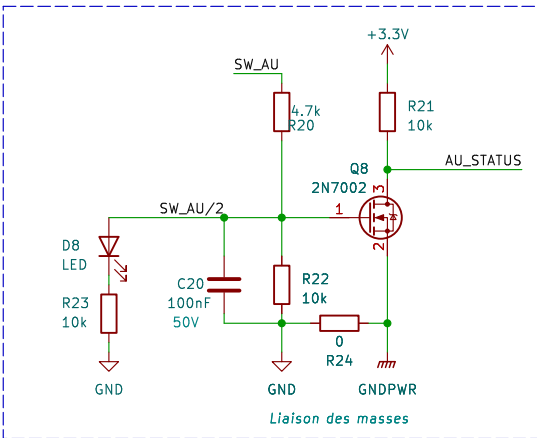 +3.3V
SW_AU
4.7k
R20
R21
10k
Q8
2N7002
AU_STATUS
3
1
2
SW_AU/2
D8
LED
C20
100nF
50V
R22
10k
R23
10k
0
R24
GND
GND
GNDPWR
Liaison des masses